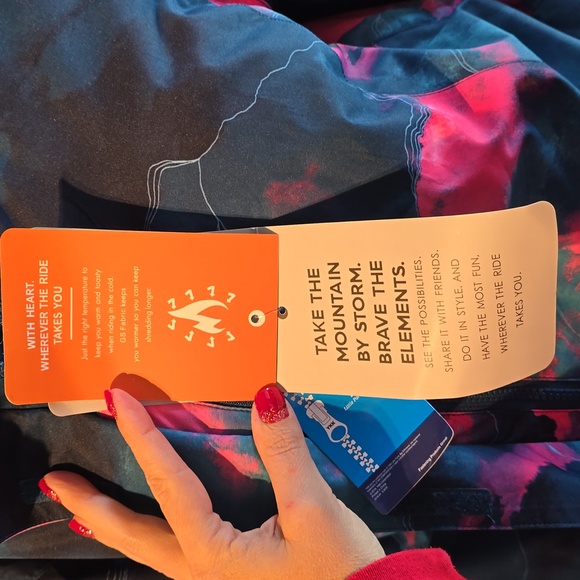 WITH HEART.
WHEREVER THE RIDE
TAKES YOU
Just the right temperature to
keep you warm and toasty
when riding in the cold.
GS Fabric keeps
you warmer so you can keep
shredding longer.
TAKE THE
MOUNTAIN
BY STORM.
BRAVE THE
ELEMENTS.
SEE THE POSSIBILITIES.
SHARE IT WITH FRIENDS.
DO IT IN STYLE. AND
HAVE THE MOST FUN,
WHEREVER THE RIDE
TAKES YOU.
YKK